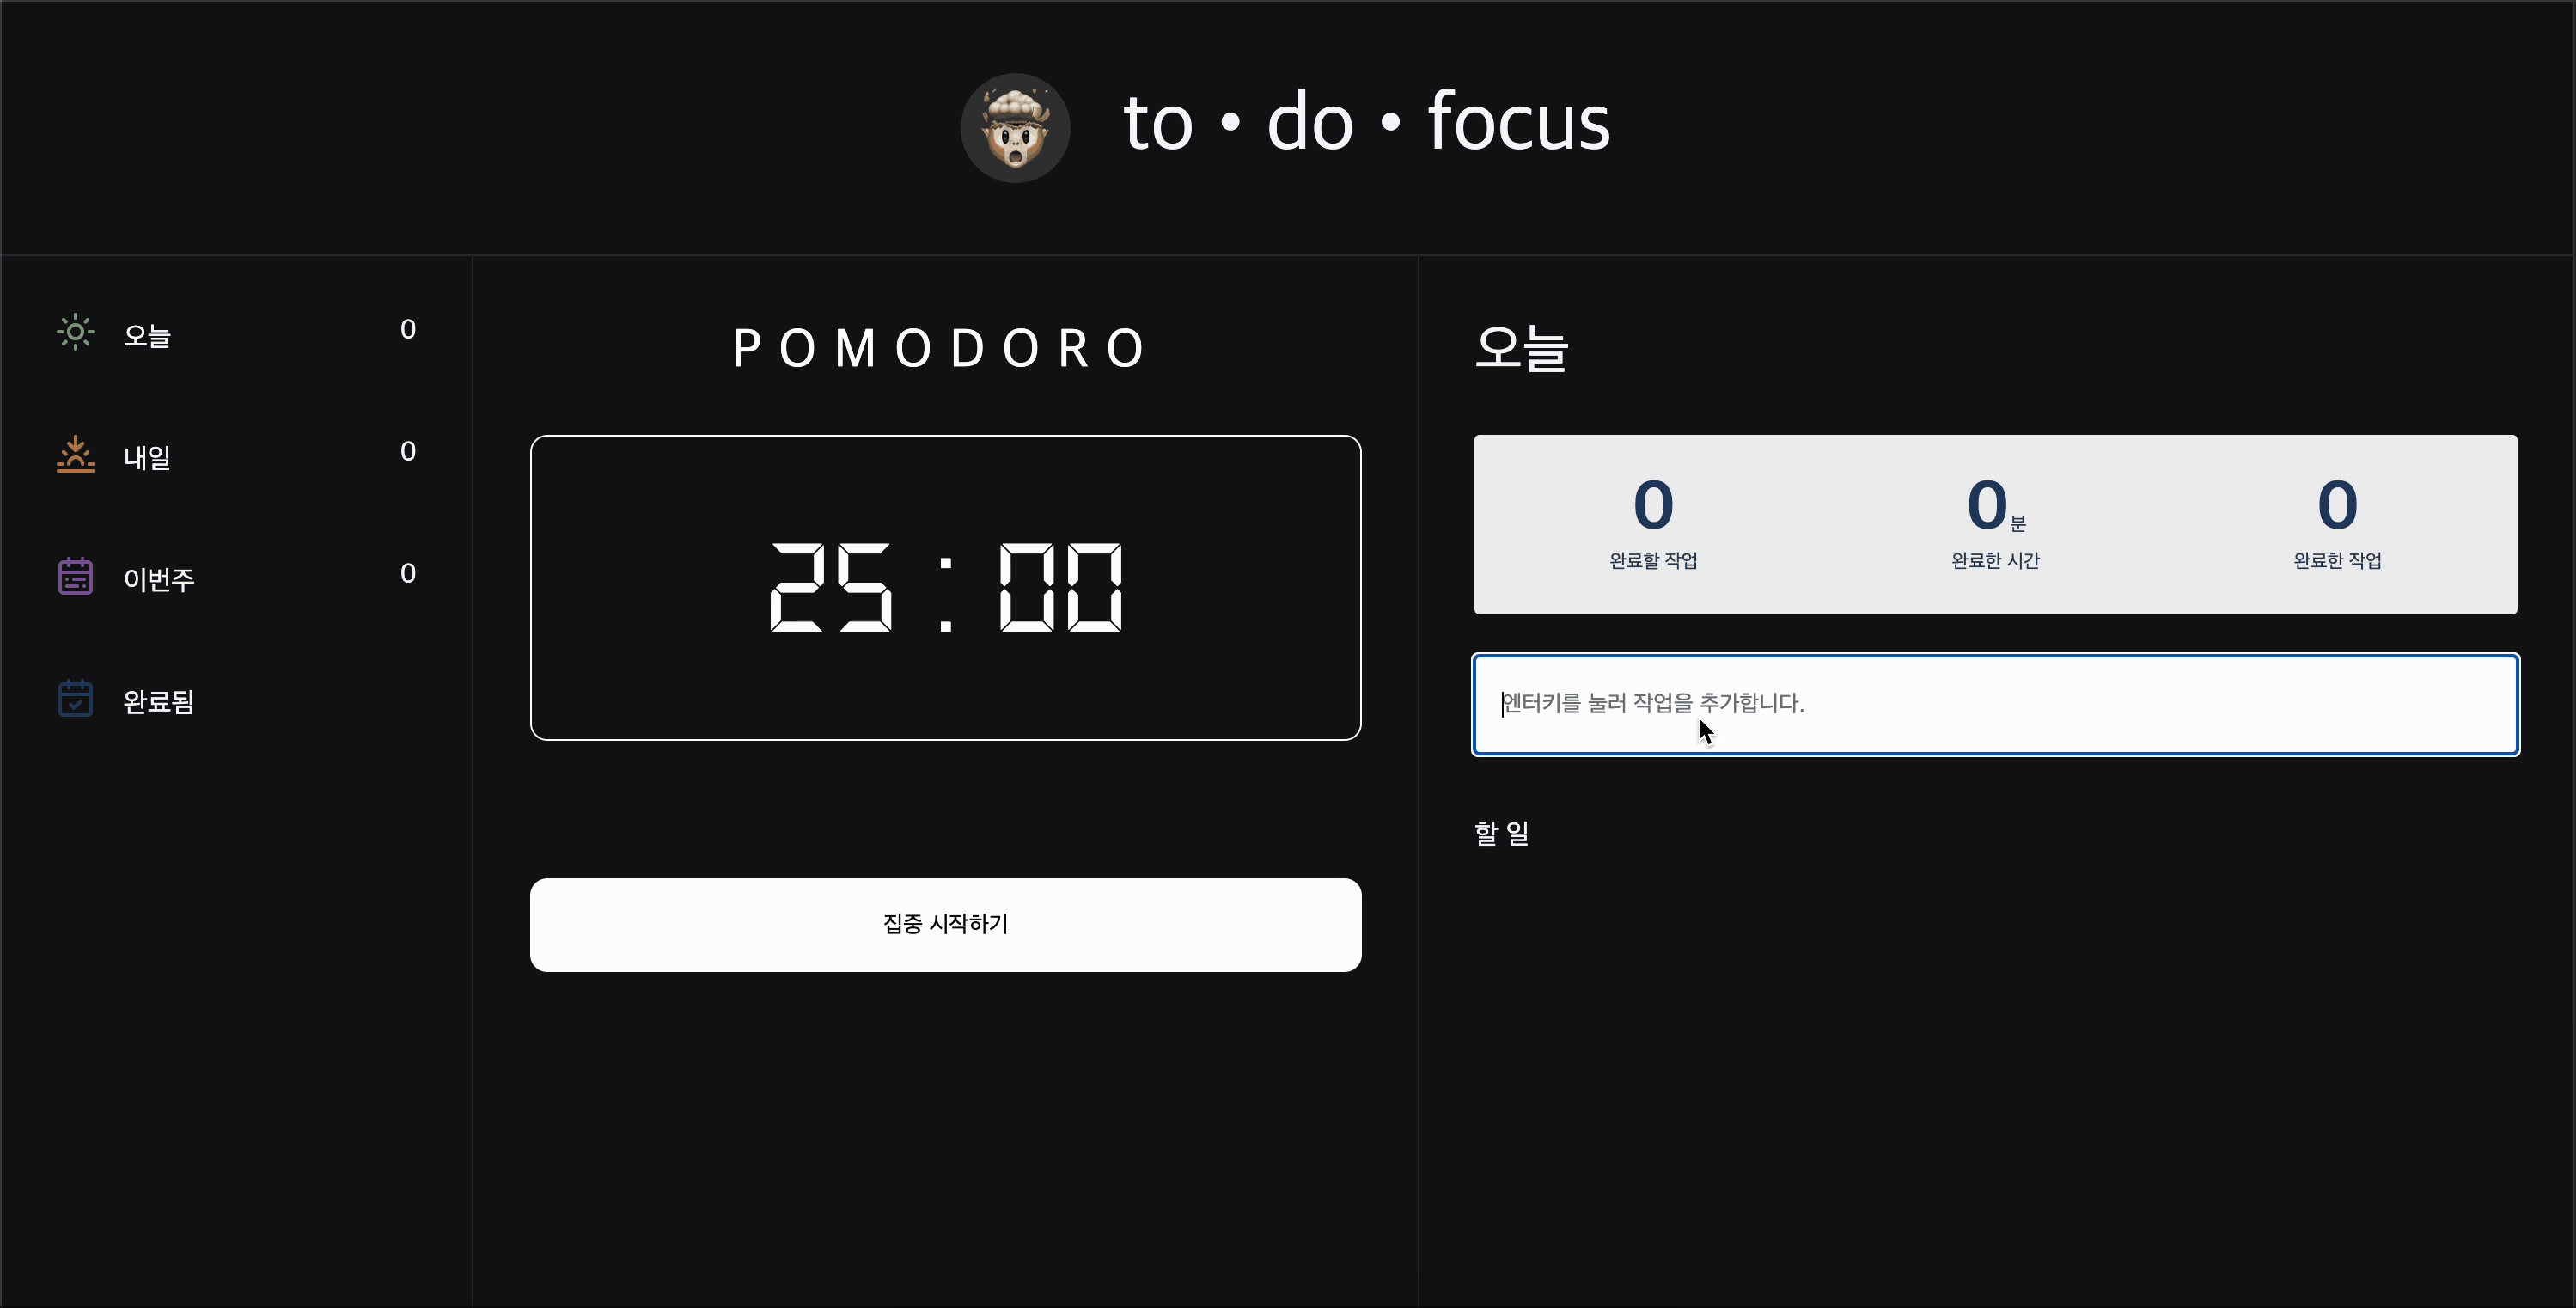 to • do • focus
오늘 0
내일 0
이번주 0
완료됨
POMODORO
25 : 00
집중 시작하기
오늘
0 0분 0
완료할 작업 완료한 시간 완료한 작업
엔터키를 눌러 작업을 추가합니다.
할 일